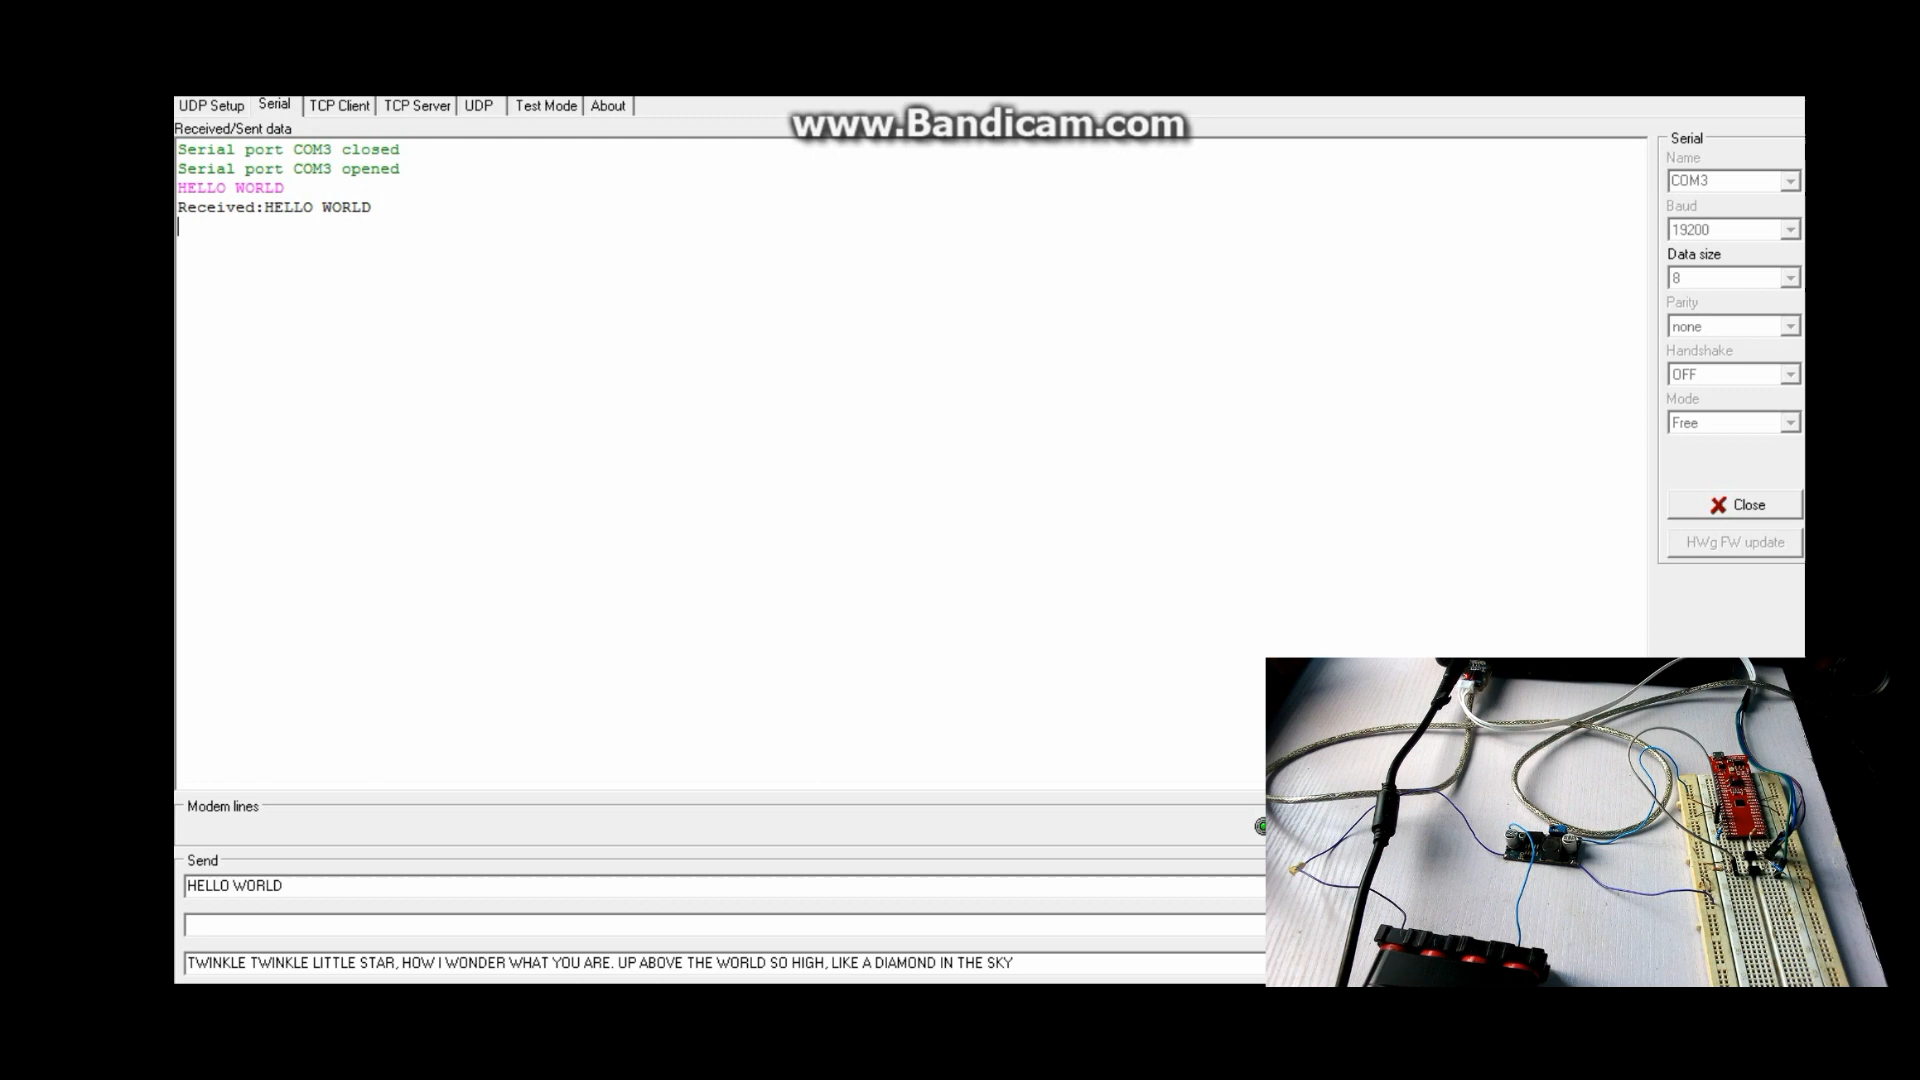 www.Bandicam.com
UDP Setup Serial TCP Client TCP Server UDP Test Mode About
Received/Sent data
Serial port COM3 closed
Serial port COM3 opened
HELLO WORLD
Received:HELLO WORLD
Serial
Name
COM3
Baud
19200
Data size
8
Parity
none
Handshake
OFF
Mode
Free
Close
HWg FW update
Modem lines
Send
HELLO WORLD
TWINKLE TWINKLE LITTLE STAR, HOW I WONDER WHAT YOU ARE. UP ABOVE THE WORLD SO HIGH, LIKE A DIAMOND IN THE SKY